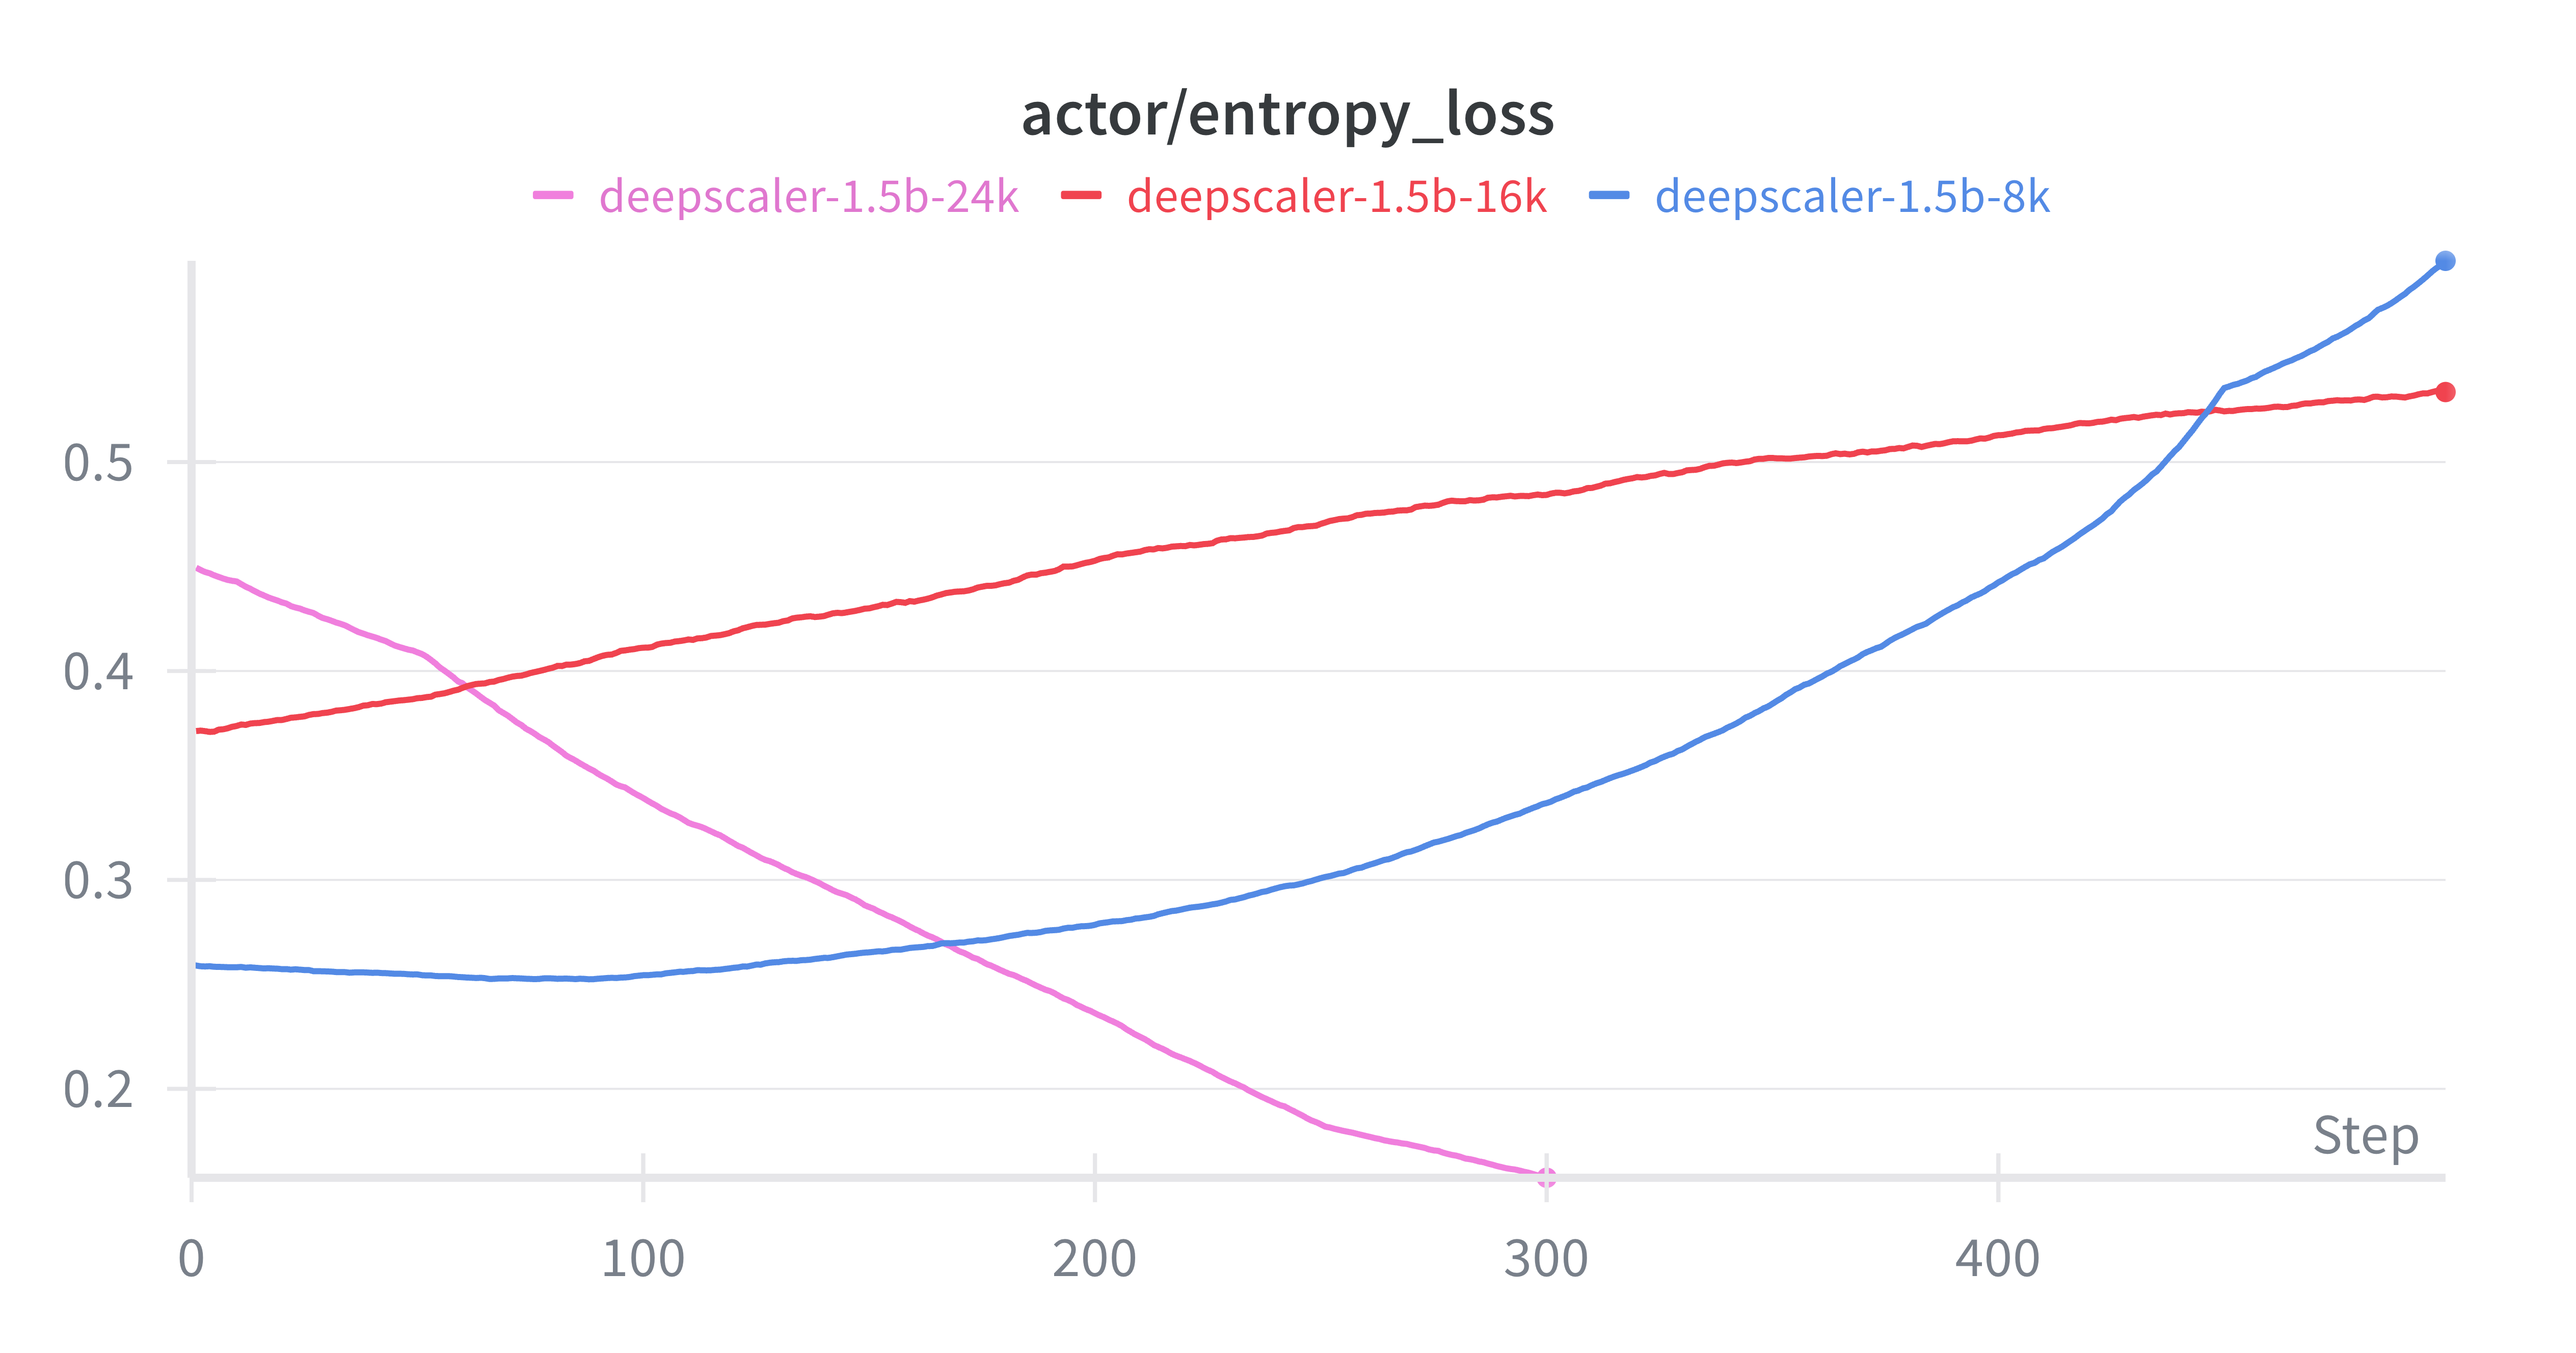 actor/entropy_loss
deepscaler-1.5b-24k deepscaler-1.5b-16k deepscaler-1.5b-8k
0.5
0.4
0.3
0.2
Step
0 100 200 300 400